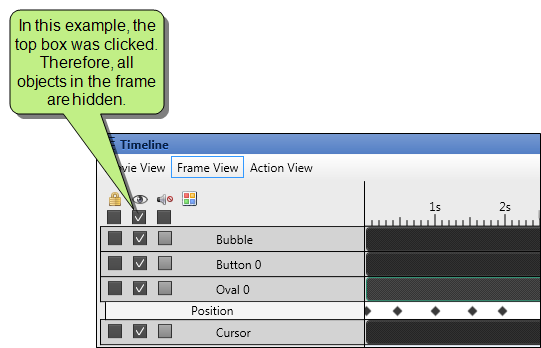 In this example, the
top box was clicked.
Therefore, all
objects in the frame
are hidden.
Timeline
vie View Frame View Action View
1s 2s
Bubble
Button 0
Oval 0
Position
Cursor